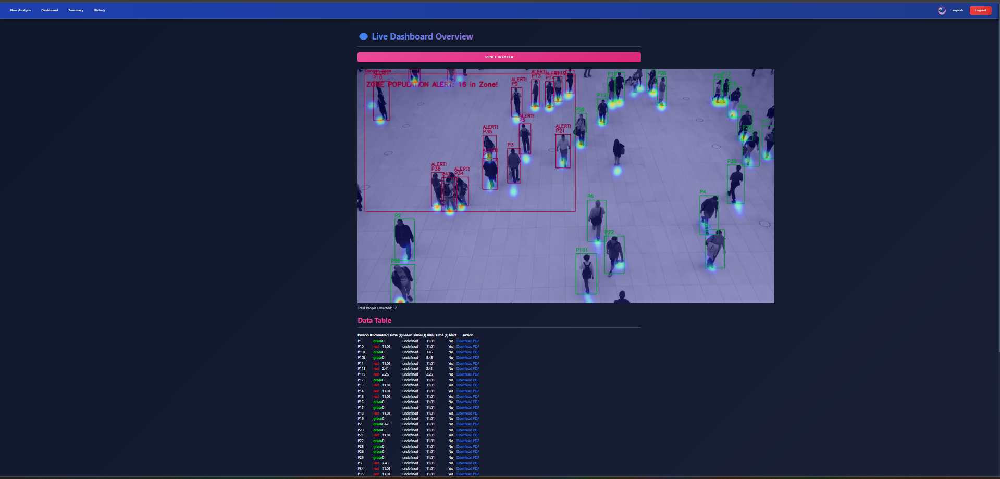 New Analysis Dashboard Summary History suyash Logout
Live Dashboard Overview
RESET TRACKER
Danger Zone
ALERT!
P10
ZONE POPULATION ALERT: 16 in Zone!
ALERT!
P9
ALERT!
P13
ALERT!
P14
P26
P17
P12
P59
ALERT!
P5
ALERT!
P35
ALERT!
P21
P3
ALERT!
P38
ALERT!
P34
P36
P6
P4
P2
P22
P101
P20
Total People Detected: 37
Data Table
Person ID Zone Red Time (s) Green Time (s) Total Time (s) Alert Action
P1 green 0 undefined 11.01 No Download PDF
P10 red 11.01 undefined 11.01 Yes Download PDF
P101 green 0 undefined 3.45 No Download PDF
P102 green 0 undefined 3.45 No Download PDF
P11 red 11.01 undefined 11.01 Yes Download PDF
P115 red 2.41 undefined 2.41 No Download PDF
P119 red 2.26 undefined 2.26 No Download PDF
P12 green 0 undefined 11.01 No Download PDF
P13 red 11.01 undefined 11.01 Yes Download PDF
P14 red 11.01 undefined 11.01 Yes Download PDF
P15 red 11.01 undefined 11.01 Yes Download PDF
P16 green 0 undefined 11.01 No Download PDF
P17 green 0 undefined 11.01 No Download PDF
P18 red 11.01 undefined 11.01 Yes Download PDF
P19 green 0 undefined 11.01 No Download PDF
P2 green 6.67 undefined 11.01 No Download PDF
P20 green 0 undefined 11.01 No Download PDF
P21 red 11.01 undefined 11.01 Yes Download PDF
P22 green 0 undefined 11.01 No Download PDF
P25 green 0 undefined 11.01 No Download PDF
P26 green 0 undefined 11.01 No Download PDF
P29 green 0 undefined 11.01 No Download PDF
P3 red 7.43 undefined 11.01 No Download PDF
P34 red 11.01 undefined 11.01 Yes Download PDF
P35 red 11.01 undefined 11.01 Yes Download PDF